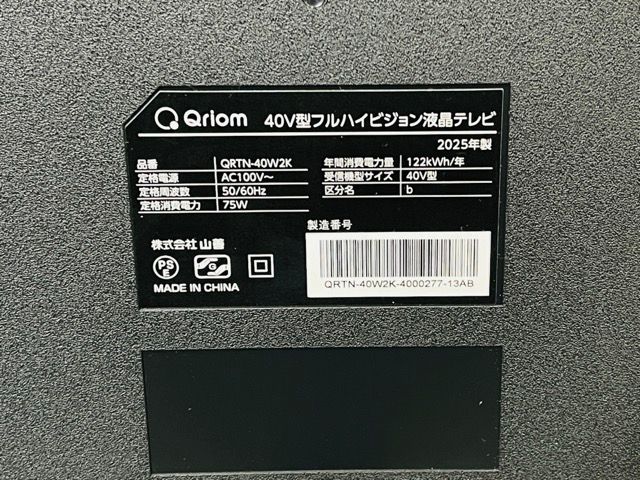 Qriom 40V型フルハイビジョン液晶テレビ
2025年製
品番 QRTN-40W2K
定格電源 AC100V～
定格周波数 50/60Hz
定格消費電力 75W
年間消費電力量 122kWh/年
受信機型サイズ 40V型
区分名 b
製造番号
株式会社 山善
PSE
MADE IN CHINA
QRTN-40W2K-4000277-13AB